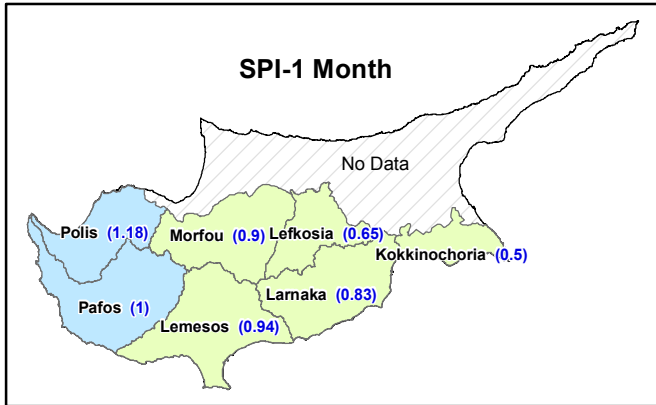 SPI-1 Month
No Data
Polis (1.18)
Morfou (0.9)
Lefkosia (0.65)
Kokkinochoria (0.5)
Pafos (1)
Larnaka (0.83)
Lemesos (0.94)